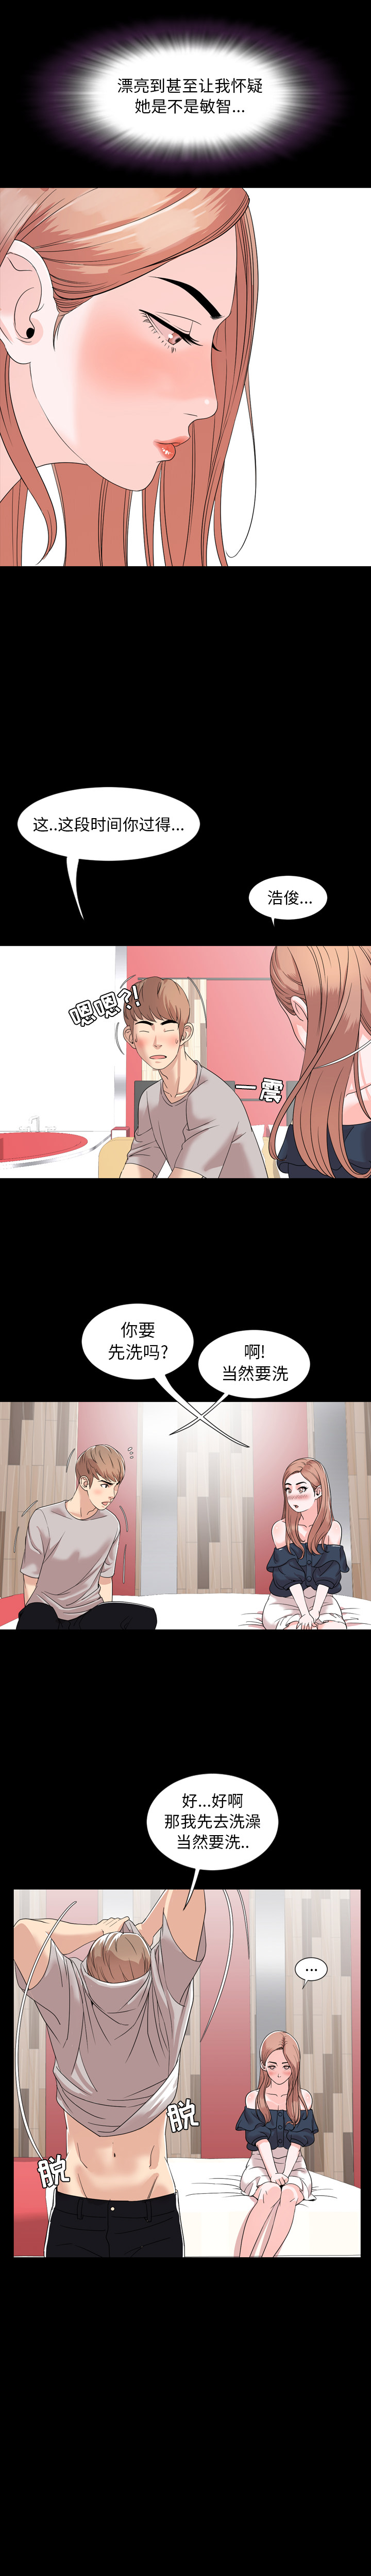 漂亮到甚至让我怀疑
她是不是敏智...
这..这段时间你过得...
浩俊...
嗯嗯?!
一震
你要
先洗吗?
啊!
当然要洗
好...好啊
那我先去洗澡
当然要洗..
...
脱
脱